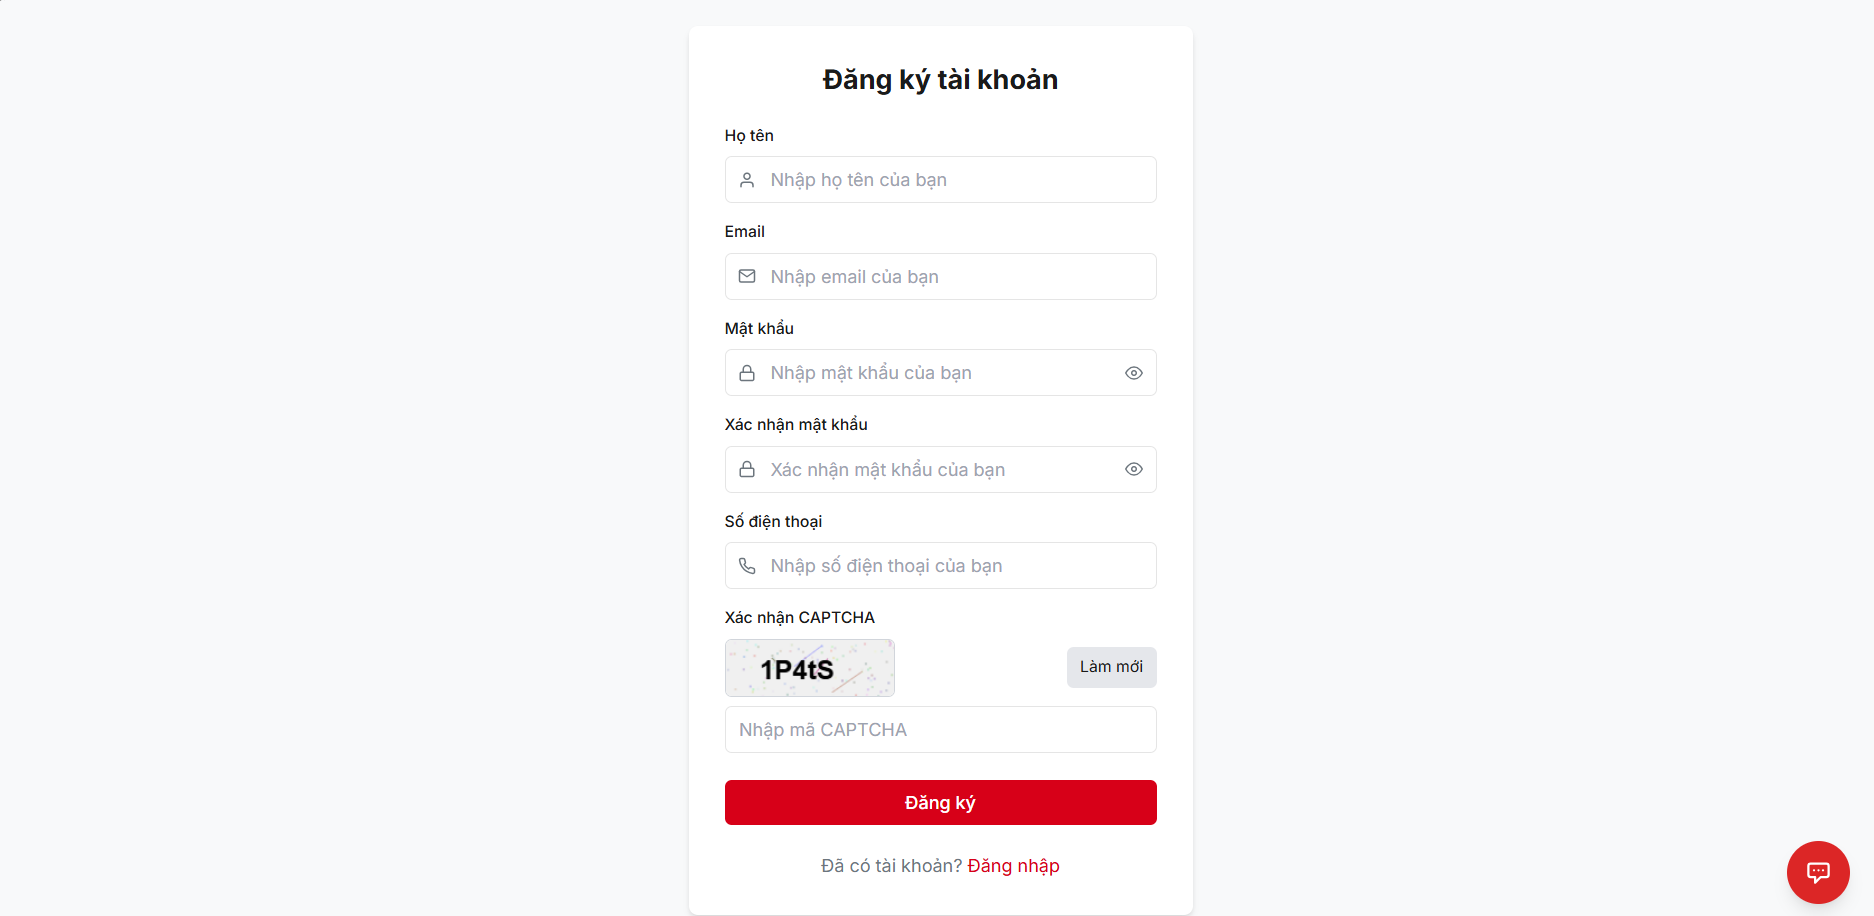 Đăng ký tài khoản
Họ tên
Nhập họ tên của bạn
Email
Nhập email của bạn
Mật khẩu
Nhập mật khẩu của bạn
Xác nhận mật khẩu
Xác nhận mật khẩu của bạn
Số điện thoại
Nhập số điện thoại của bạn
Xác nhận CAPTCHA
1P4tS
Làm mới
Nhập mã CAPTCHA
Đăng ký
Đã có tài khoản? Đăng nhập